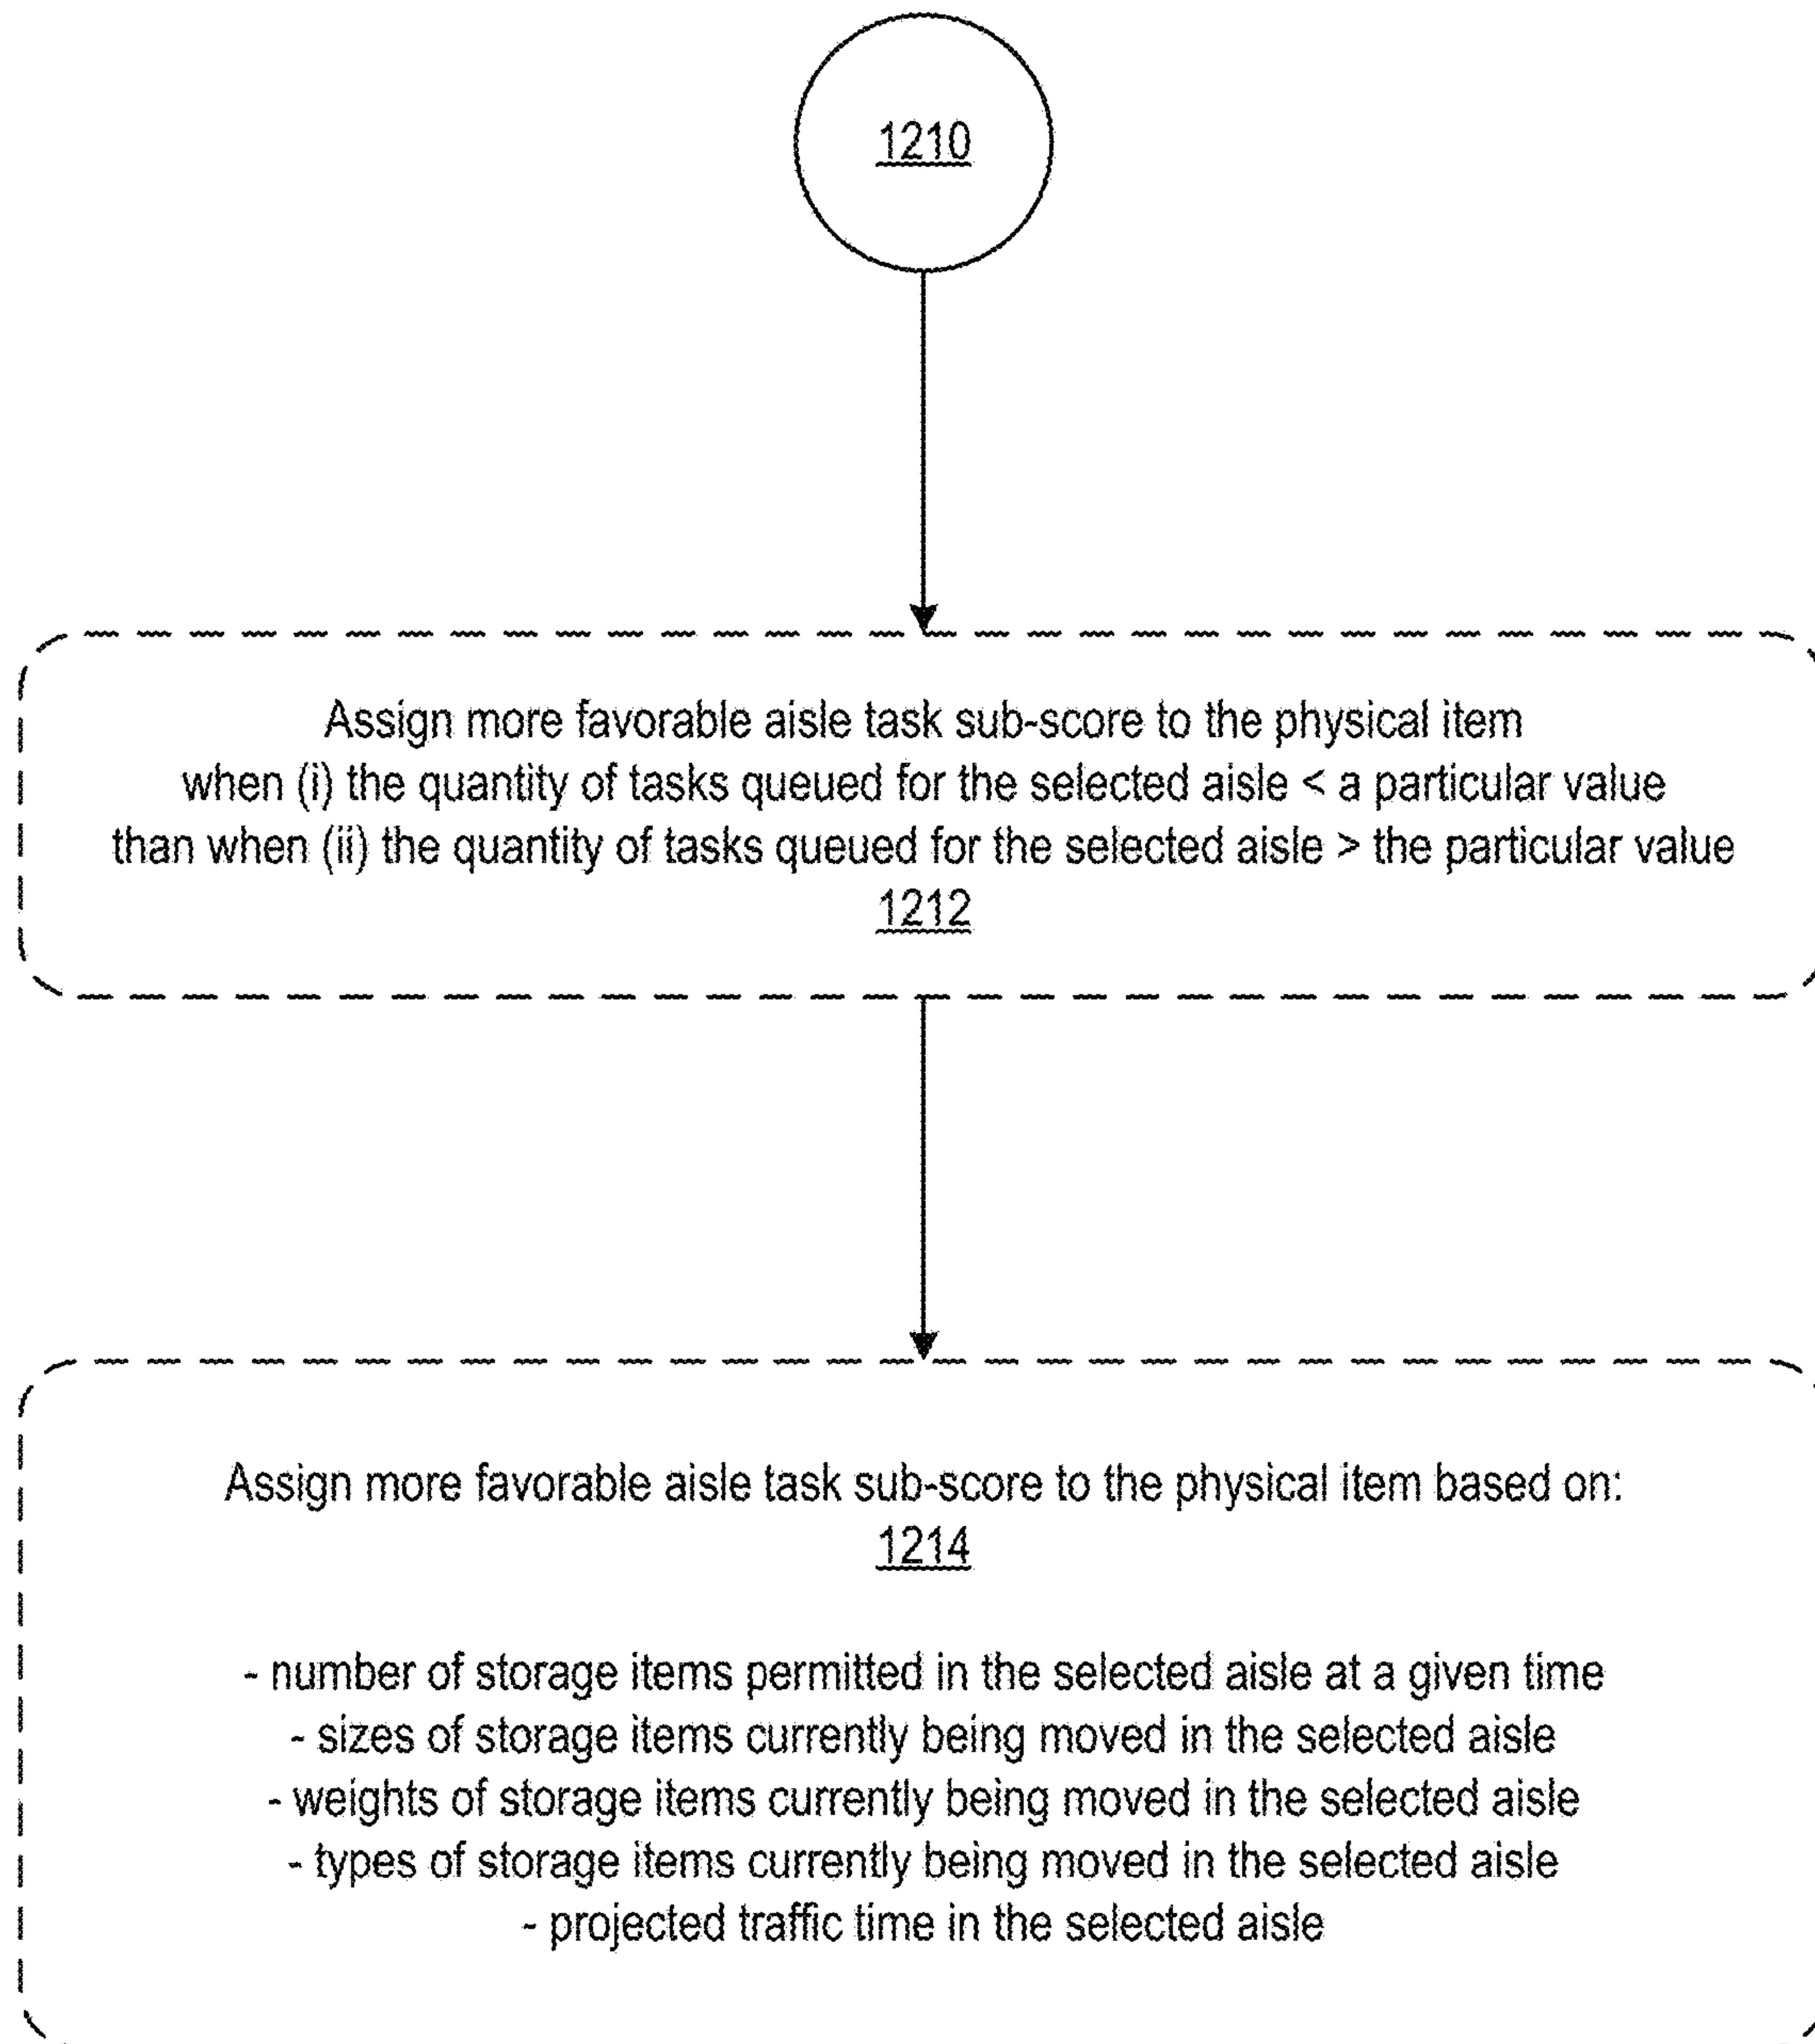 1210
Assign more favorable aisle task sub-score to the physical item
when (i) the quantity of tasks queued for the selected aisle < a particular value
than when (ii) the quantity of tasks queued for the selected aisle > the particular value
1212
Assign more favorable aisle task sub-score to the physical item based on:
1214
- number of storage items permitted in the selected aisle at a given time
- sizes of storage items currently being moved in the selected aisle
- weights of storage items currently being moved in the selected aisle
- types of storage items currently being moved in the selected aisle
- projected traffic time in the selected aisle